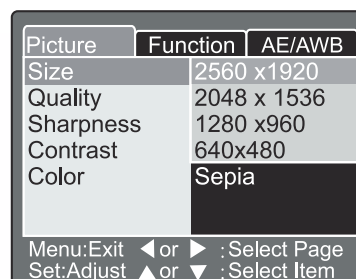 Picture Function AE/AWB
Size 2560 x1920
Quality 2048 x 1536
Sharpness 1280 x960
Contrast 640x480
Color Sepia
Menu:Exit ◄or ► :Select Page
Set:Adjust ▲or ▼ :Select Item